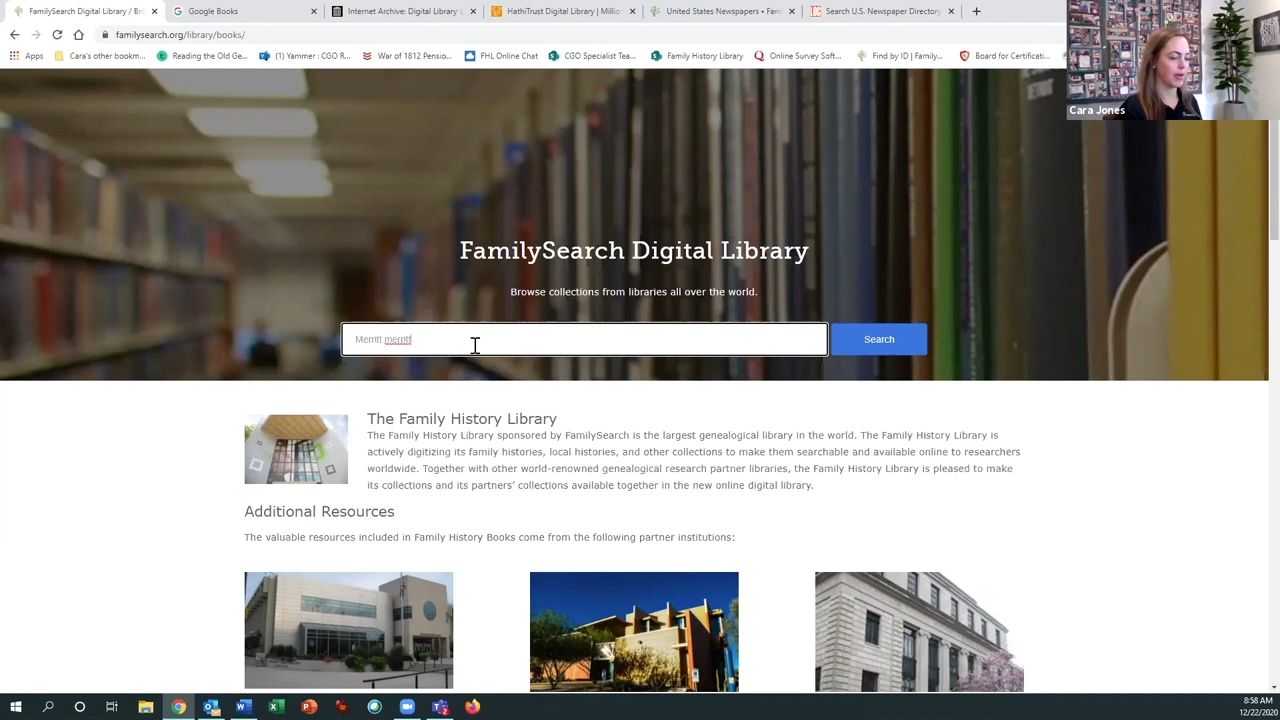 FamilySearch Digital Library / Bro
Google Books
Internet Archive: Digital Library o
HathiTrust Digital Library | Millio
United States Newspapers • Fam
Search U.S. Newspaper Directory,
familysearch.org/library/books/
Apps
Cara's other bookm...
Reading the Old Ge...
(1) Yammer : CGO R...
War of 1812 Pensio...
FHL Online Chat
CGO Specialist Tea...
Family History Library
Online Survey Soft...
Find by ID | Family...
Board for Certificati...
Cara Jones
FamilySearch Digital Library
Browse collections from libraries all over the world.
Merritt merritt
Search
The Family History Library
The Family History Library sponsored by FamilySearch is the largest genealogical library in the world. The Family History Library is
actively digitizing its family histories, local histories, and other collections to make them searchable and available online to researchers
worldwide. Together with other world-renowned genealogical research partner libraries, the Family History Library is pleased to make
its collections and its partners' collections available together in the new online digital library.
Additional Resources
The valuable resources included in Family History Books come from the following partner institutions:
8:58 AM
12/22/2020